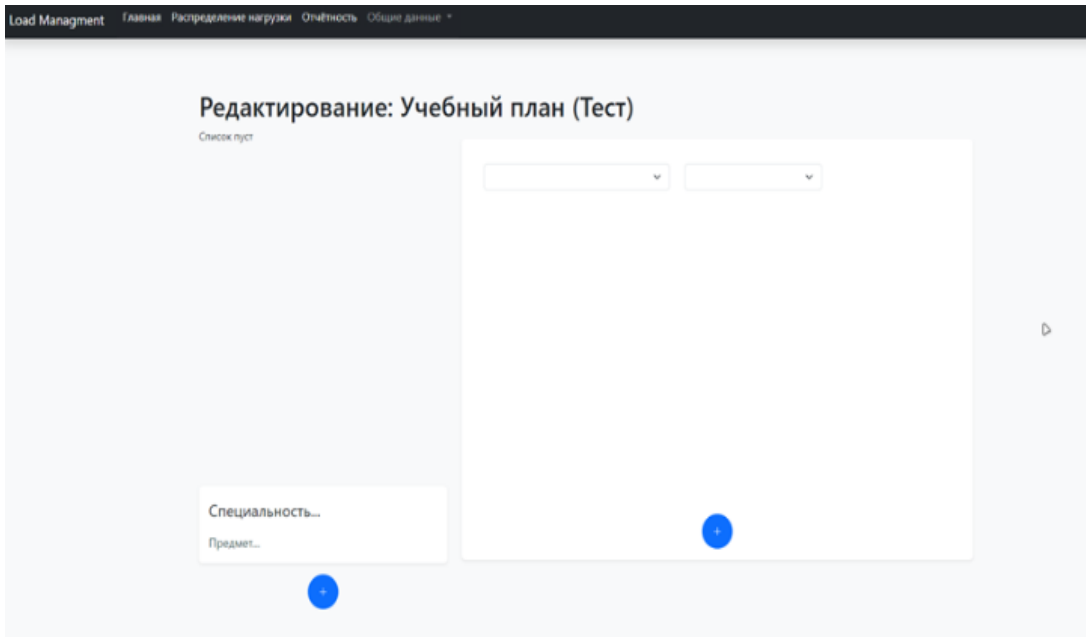 Load Managment Главная Распределение нагрузки Отчётность Общие данные
Редактирование: Учебный план (Тест)
Список пуст
Специальность...
Предмет...
+
+